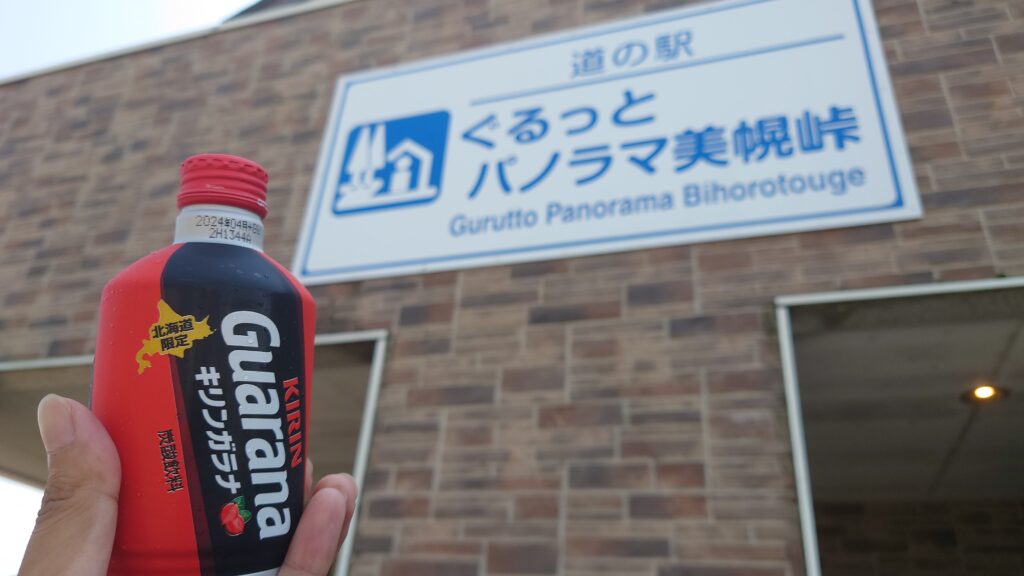 道の駅
ぐるっと
パノラマ美幌峠
Gurutto Panorama Bihorotouge
2H1344A
北海道
限定
KIRIN
Guarana
キリンガラナ
炭酸飲料